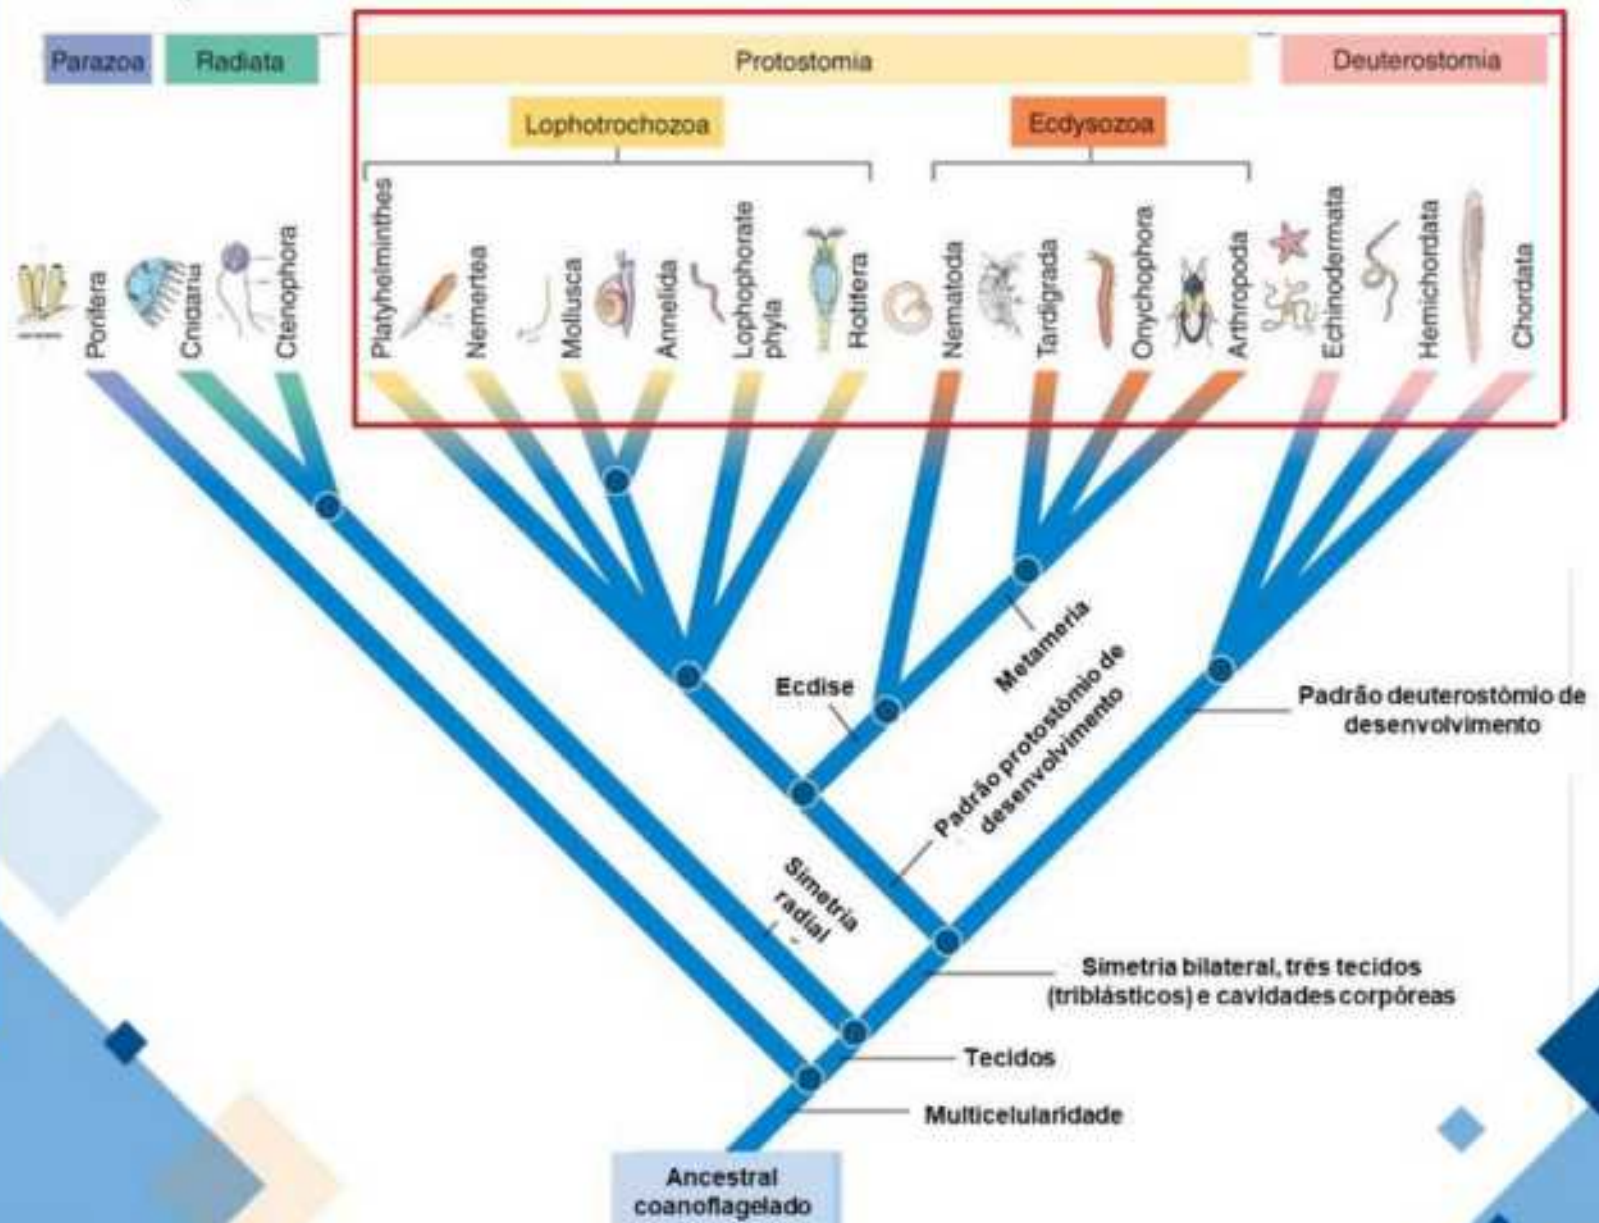 Parazoa
Radiata
Protostomia
Deuterostomia
Lophotrochozoa
Ecdysozoa
Porifera
Cnidaria
Ctenophora
Platyhelminthes
Nemertea
Mollusca
Annelida
Lophophorate
phyla
Rotifera
Nematoda
Tardigrada
Onychophora
Arthropoda
Echinodermata
Hemichordata
Chordata
Ecdise
Metameria
Padrão protostômio de
desenvolvimento
Padrão deuterostômio de
desenvolvimento
Simetria
radial
Simetria bilateral, três tecidos
(triblásticos) e cavidades corpóreas
Tecidos
Multicelularidade
Ancestral
coanoflagelado